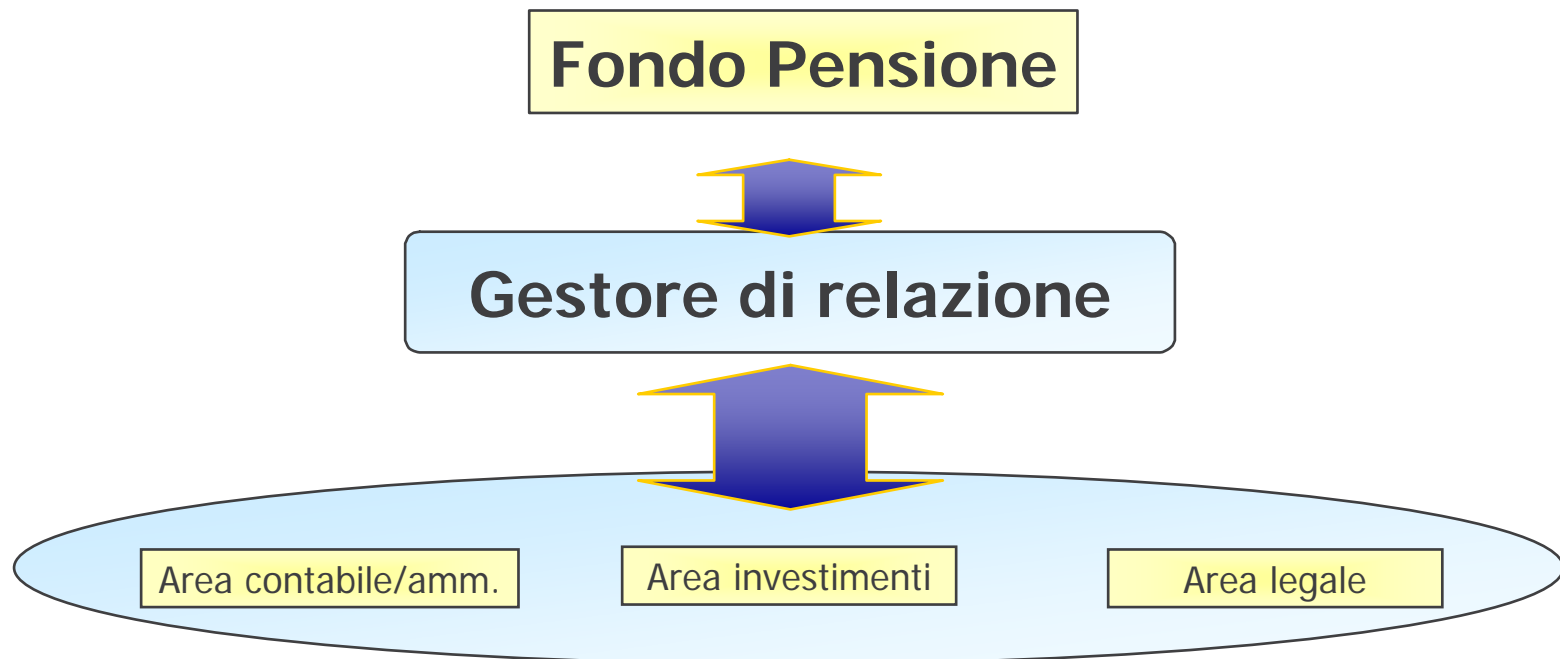 Fondo Pensione
Gestore di relazione
Area contabile/amm.
Area investimenti
Area legale